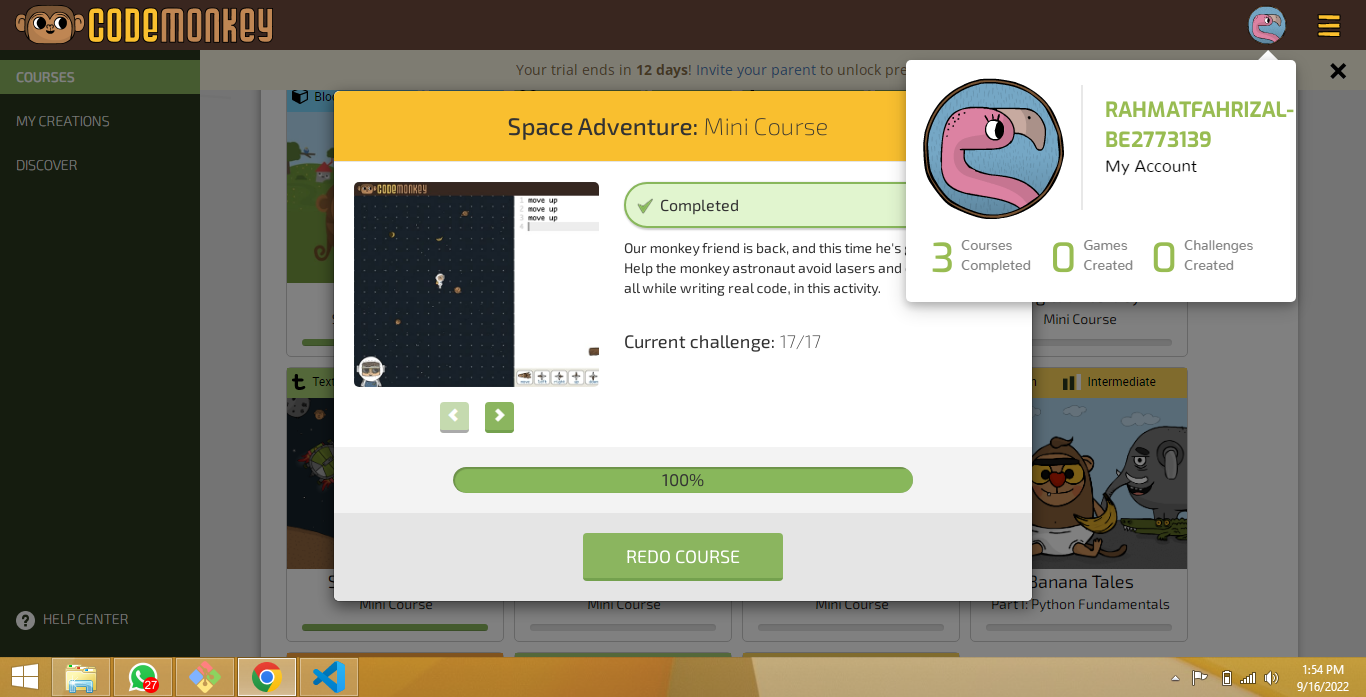 CODEMONKEY
COURSES
MY CREATIONS
DISCOVER
HELP CENTER
Your trial ends in 12 days! Invite your parent to unlock pre
Space Adventure: Mini Course
CODEMONKEY
1 move up
2 move up
3 move up
4
Completed
Our monkey friend is back, and this time he's
Help the monkey astronaut avoid lasers and
all while writing real code, in this activity.
Current challenge: 17/17
100%
REDO COURSE
RAHMATFAHRIZAL-
BE2773139
My Account
3 Courses Completed
0 Games Created
0 Challenges Created
Mini Course
Intermediate
Mini Course
Mini Course
Mini Course
Banana Tales
Part I: Python Fundamentals
27
1:54 PM
9/16/2022